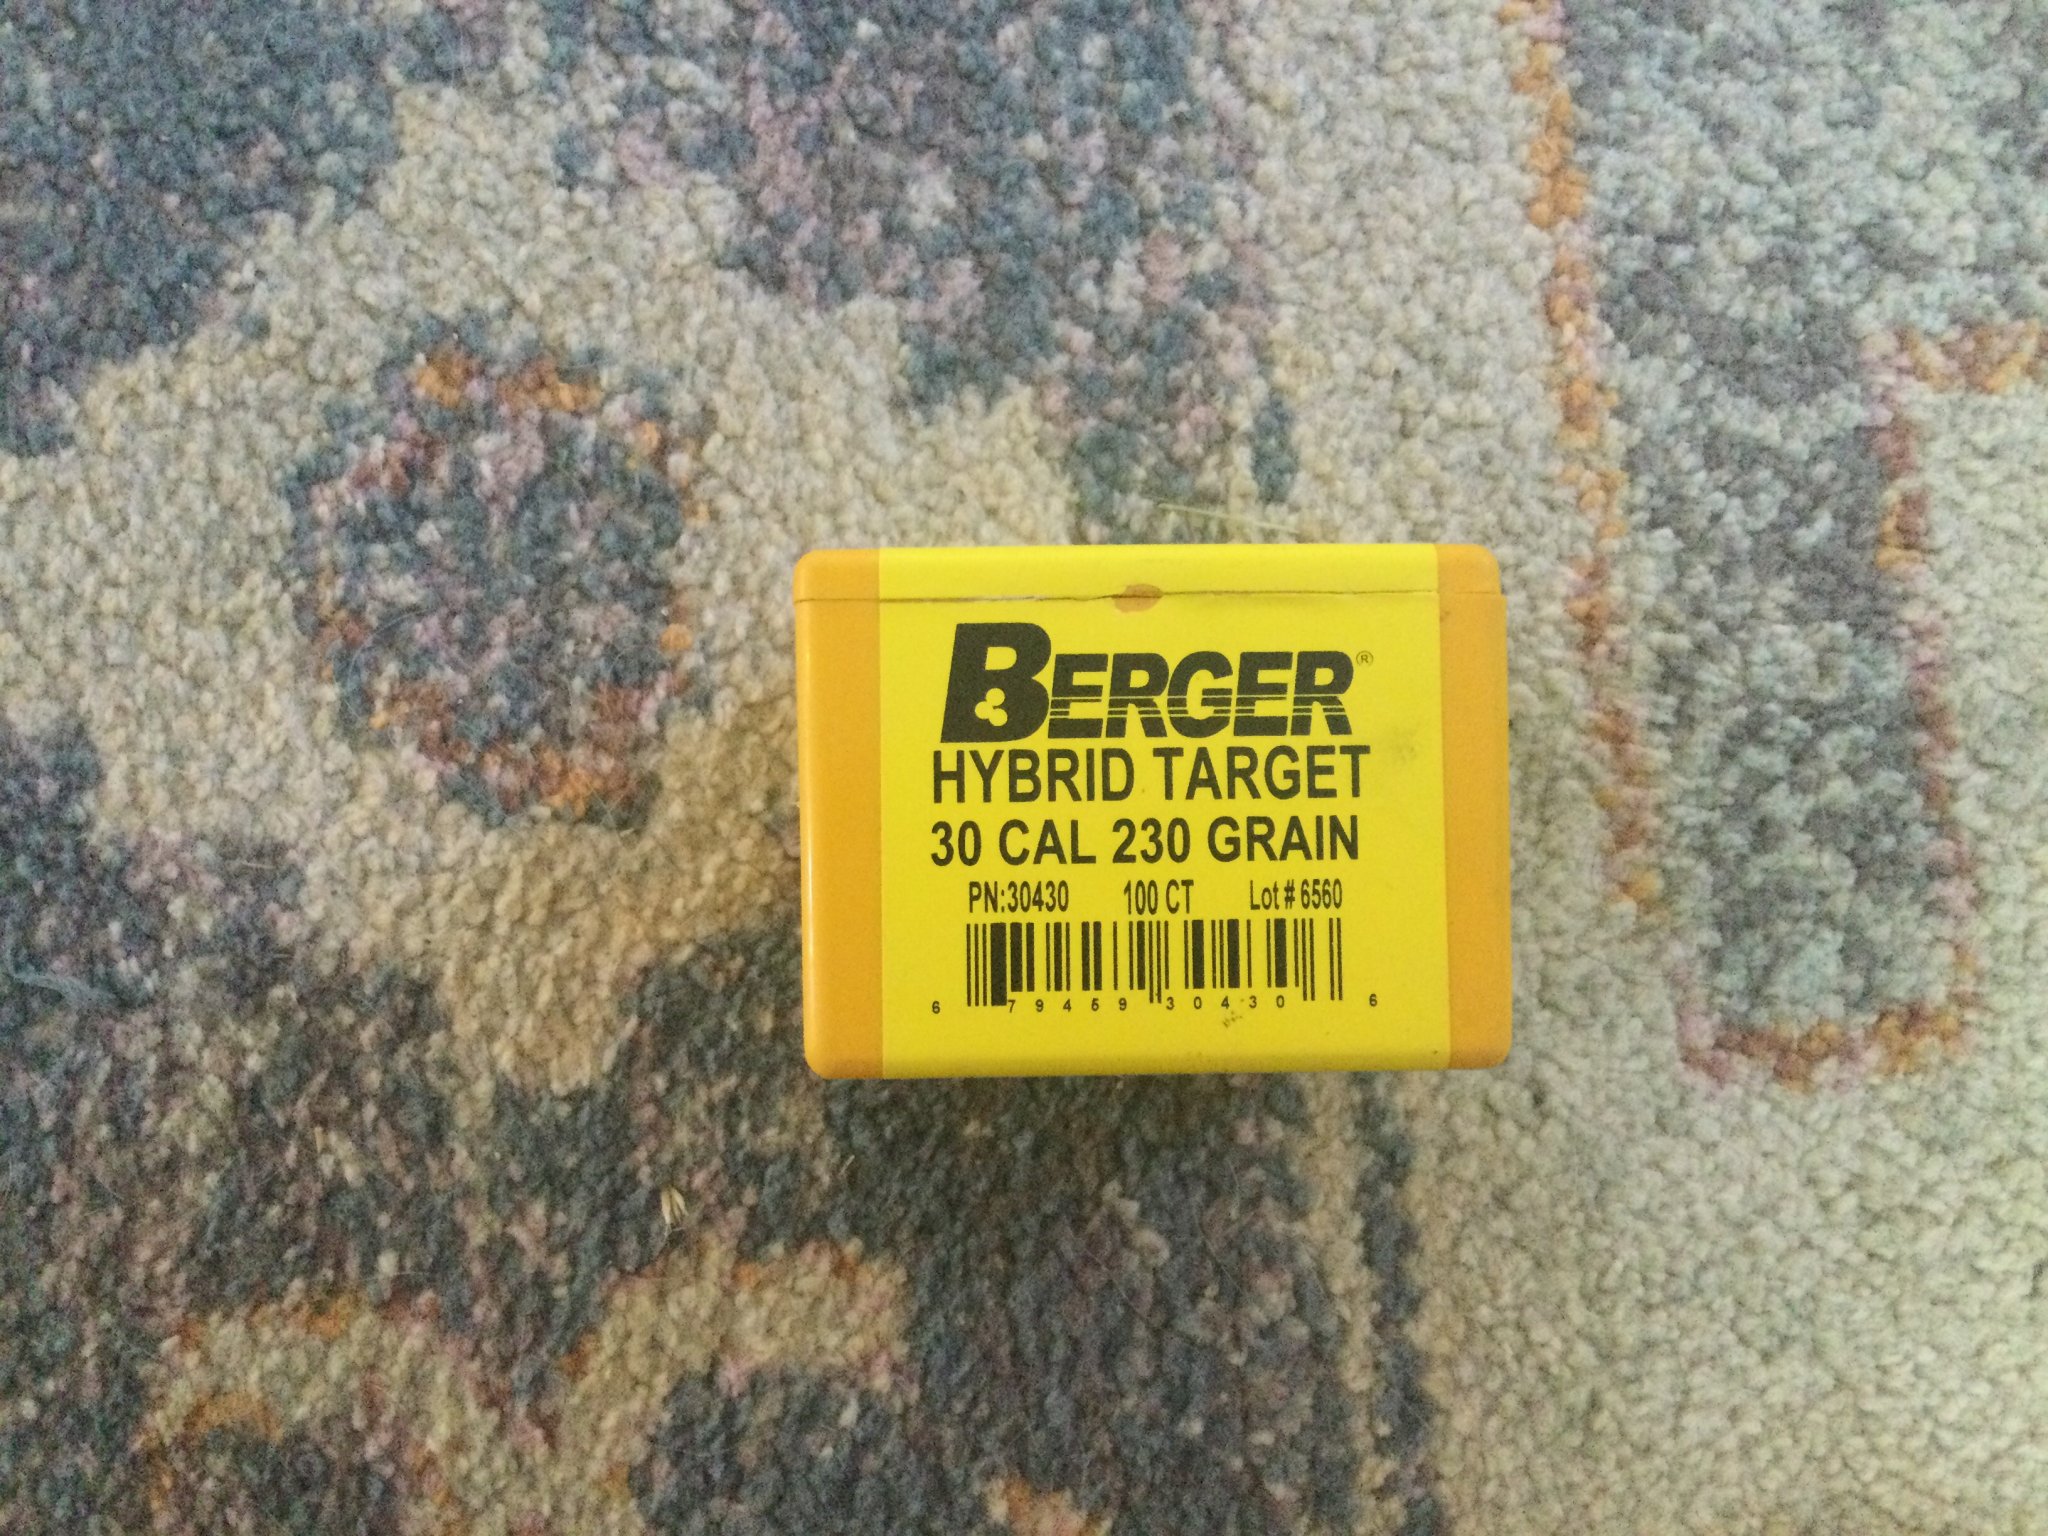 BERGER®
HYBRID TARGET
30 CAL 230 GRAIN
PN:30430 100 CT Lot # 6560
6 79459 30430 6